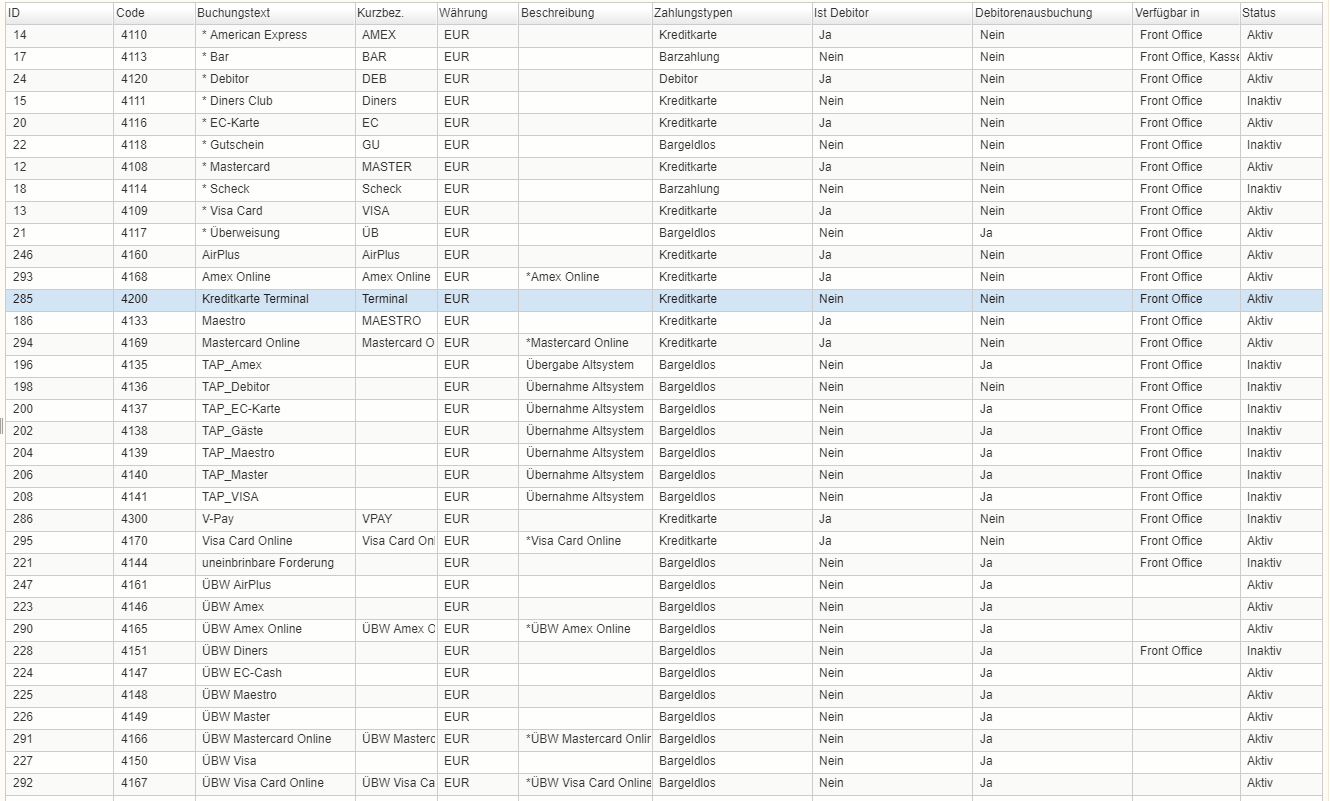 ID Code Buchungstext Kurzbez. Währung Beschreibung Zahlungstypen Ist Debitor Debitorenausbuchung Verfügbar in Status
14 4110 * American Express AMEX EUR Kreditkarte Ja Nein Front Office Aktiv
17 4113 * Bar BAR EUR Barzahlung Nein Nein Front Office, Kasse Aktiv
24 4120 * Debitor DEB EUR Debitor Ja Nein Front Office Aktiv
15 4111 * Diners Club Diners EUR Kreditkarte Nein Nein Front Office Inaktiv
20 4116 * EC-Karte EC EUR Kreditkarte Ja Nein Front Office Aktiv
22 4118 * Gutschein GU EUR Bargeldlos Nein Nein Front Office Inaktiv
12 4108 * Mastercard MASTER EUR Kreditkarte Ja Nein Front Office Aktiv
18 4114 * Scheck Scheck EUR Barzahlung Nein Nein Front Office Inaktiv
13 4109 * Visa Card VISA EUR Kreditkarte Ja Nein Front Office Aktiv
21 4117 * Überweisung ÜB EUR Bargeldlos Nein Ja Front Office Aktiv
246 4160 AirPlus AirPlus EUR Kreditkarte Ja Nein Front Office Aktiv
293 4168 Amex Online Amex Online EUR *Amex Online Kreditkarte Ja Nein Front Office Aktiv
285 4200 Kreditkarte Terminal Terminal EUR Kreditkarte Nein Nein Front Office Aktiv
186 4133 Maestro MAESTRO EUR Kreditkarte Ja Nein Front Office Aktiv
294 4169 Mastercard Online Mastercard O EUR *Mastercard Online Kreditkarte Ja Nein Front Office Aktiv
196 4135 TAP_Amex EUR Übergabe Altsystem Bargeldlos Nein Ja Front Office Inaktiv
198 4136 TAP_Debitor EUR Übernahme Altsystem Bargeldlos Nein Nein Front Office Inaktiv
200 4137 TAP_EC-Karte EUR Übernahme Altsystem Bargeldlos Nein Ja Front Office Inaktiv
202 4138 TAP_Gäste EUR Übernahme Altsystem Bargeldlos Nein Ja Front Office Inaktiv
204 4139 TAP_Maestro EUR Übernahme Altsystem Bargeldlos Nein Ja Front Office Inaktiv
206 4140 TAP_Master EUR Übernahme Altsystem Bargeldlos Nein Ja Front Office Inaktiv
208 4141 TAP_VISA EUR Übernahme Altsystem Bargeldlos Nein Ja Front Office Inaktiv
286 4300 V-Pay VPAY EUR Kreditkarte Ja Nein Front Office Inaktiv
295 4170 Visa Card Online Visa Card Onl EUR *Visa Card Online Kreditkarte Ja Nein Front Office Aktiv
221 4144 uneinbrinbare Forderung EUR Bargeldlos Nein Ja Front Office Inaktiv
247 4161 ÜBW AirPlus EUR Bargeldlos Nein Ja Aktiv
223 4146 ÜBW Amex EUR Bargeldlos Nein Ja Aktiv
290 4165 ÜBW Amex Online ÜBW Amex O EUR *ÜBW Amex Online Bargeldlos Nein Ja Aktiv
228 4151 ÜBW Diners EUR Bargeldlos Nein Ja Front Office Inaktiv
224 4147 ÜBW EC-Cash EUR Bargeldlos Nein Ja Aktiv
225 4148 ÜBW Maestro EUR Bargeldlos Nein Ja Aktiv
226 4149 ÜBW Master EUR Bargeldlos Nein Ja Aktiv
291 4166 ÜBW Mastercard Online ÜBW Masterc EUR *ÜBW Mastercard Onlin Bargeldlos Nein Ja Aktiv
227 4150 ÜBW Visa EUR Bargeldlos Nein Ja Aktiv
292 4167 ÜBW Visa Card Online ÜBW Visa Ca EUR *ÜBW Visa Card Online Bargeldlos Nein Ja Aktiv